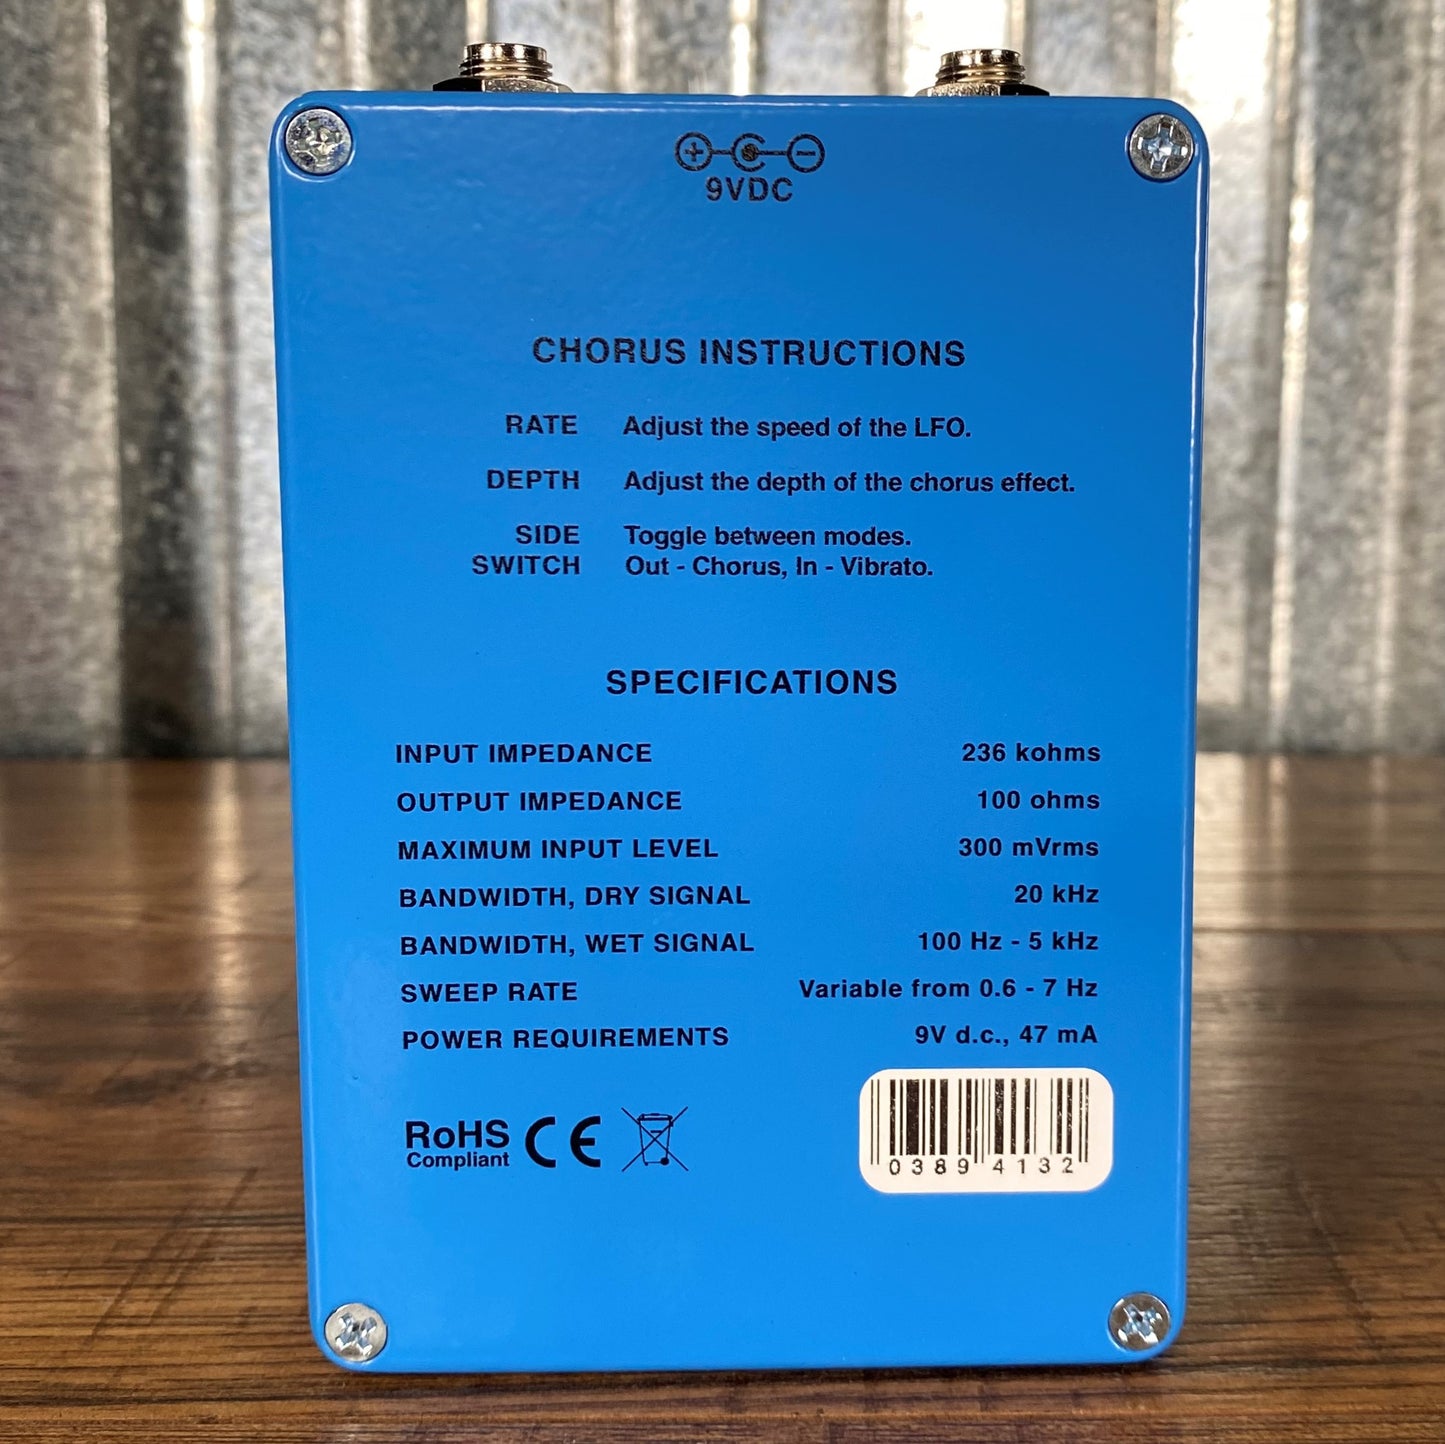 9VDC
CHORUS INSTRUCTIONS
RATE Adjust the speed of the LFO.
DEPTH Adjust the depth of the chorus effect.
SIDE Toggle between modes.
SWITCH Out - Chorus, In - Vibrato.
SPECIFICATIONS
INPUT IMPEDANCE 236 kohms
OUTPUT IMPEDANCE 100 ohms
MAXIMUM INPUT LEVEL 300 mVrms
BANDWIDTH, DRY SIGNAL 20 kHz
BANDWIDTH, WET SIGNAL 100 Hz - 5 kHz
SWEEP RATE Variable from 0.6 - 7 Hz
POWER REQUIREMENTS 9V d.c., 47 mA
RoHS CE
Compliant
03894132